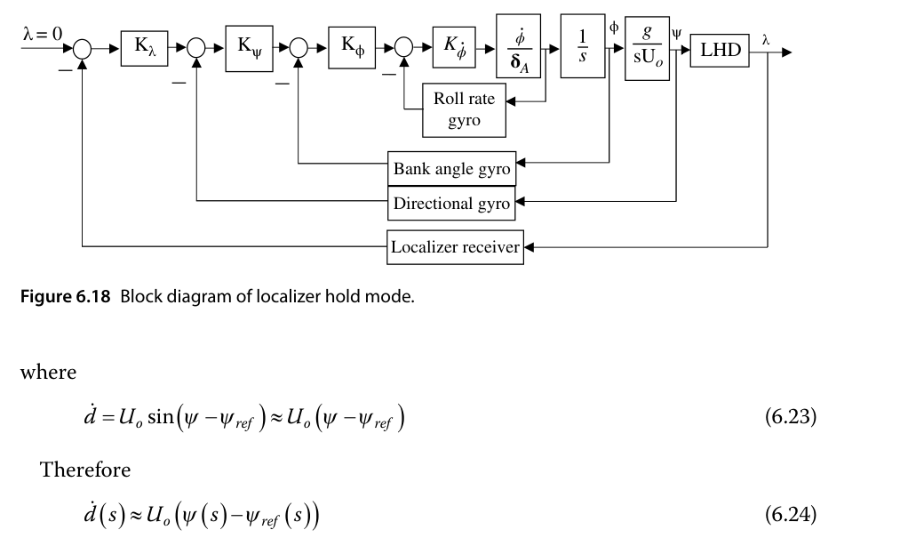 λ = 0
K_λ
K_ψ
K_ϕ
K_ϕ̇
ϕ̇
δ_A
1
s
ϕ
g
sU_o
ψ
LHD
λ
Roll rate
gyro
Bank angle gyro
Directional gyro
Localizer receiver
Figure 6.18 Block diagram of localizer hold mode.
where
ḋ = U_o sin(ψ − ψ_ref) ≈ U_o (ψ − ψ_ref) (6.23)
Therefore
ḋ(s) ≈ U_o (ψ(s) − ψ_ref(s)) (6.24)